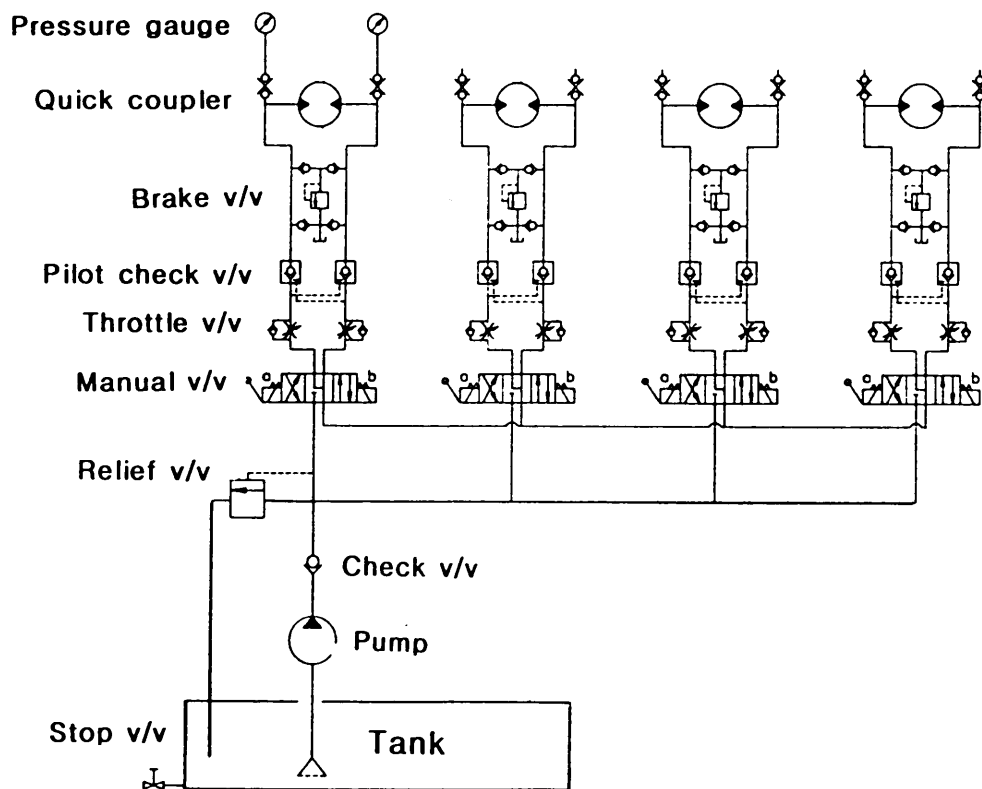 Pressure gauge
Quick coupler
Brake v/v
Pilot check v/v
Throttle v/v
Manual v/v
a b a b a b a b
Relief v/v
Check v/v
Pump
Stop v/v
Tank